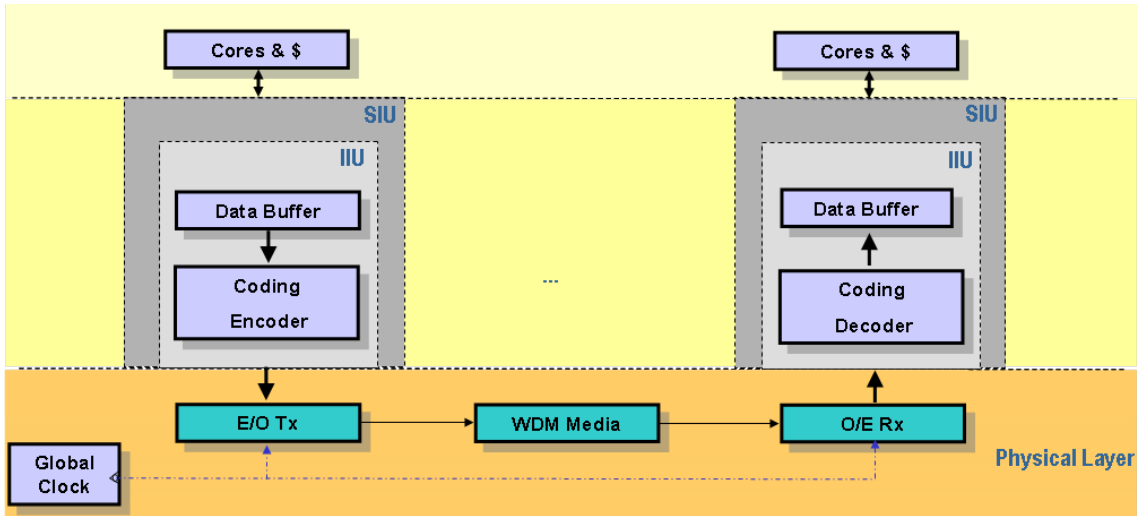 Cores & $
Cores & $
SIU
SIU
IIU
IIU
Data Buffer
Data Buffer
Coding
Encoder
...
Coding
Decoder
E/O Tx
WDM Media
O/E Rx
Global
Clock
Physical Layer